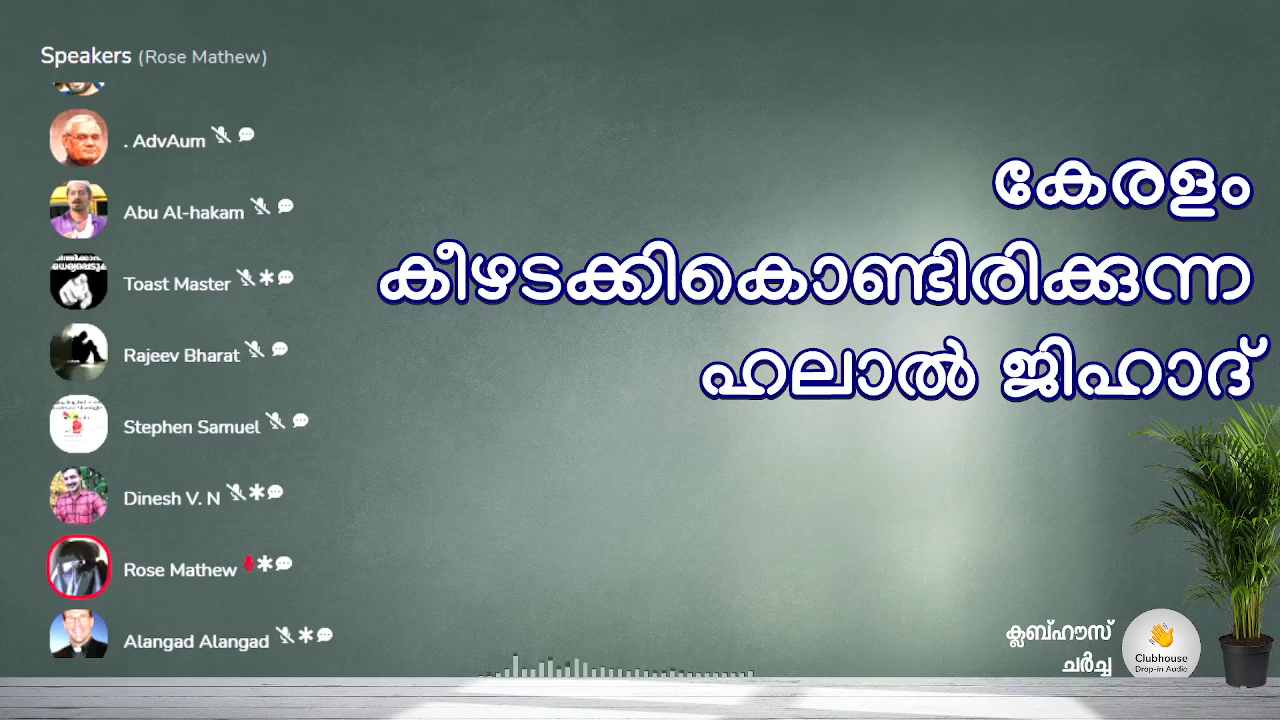 Speakers (Rose Mathew)
. AdvAum
Abu Al-hakam
Toast Master
Rajeev Bharat
Stephen Samuel
Dinesh V. N
Rose Mathew
Alangad Alangad
കേരളം
കീഴടക്കികൊണ്ടിരിക്കുന്ന
ഹലാൽ ജിഹാദ്
ക്ലബ്ഹൗസ്
ചർച്ച
Clubhouse
Drop-in Audio